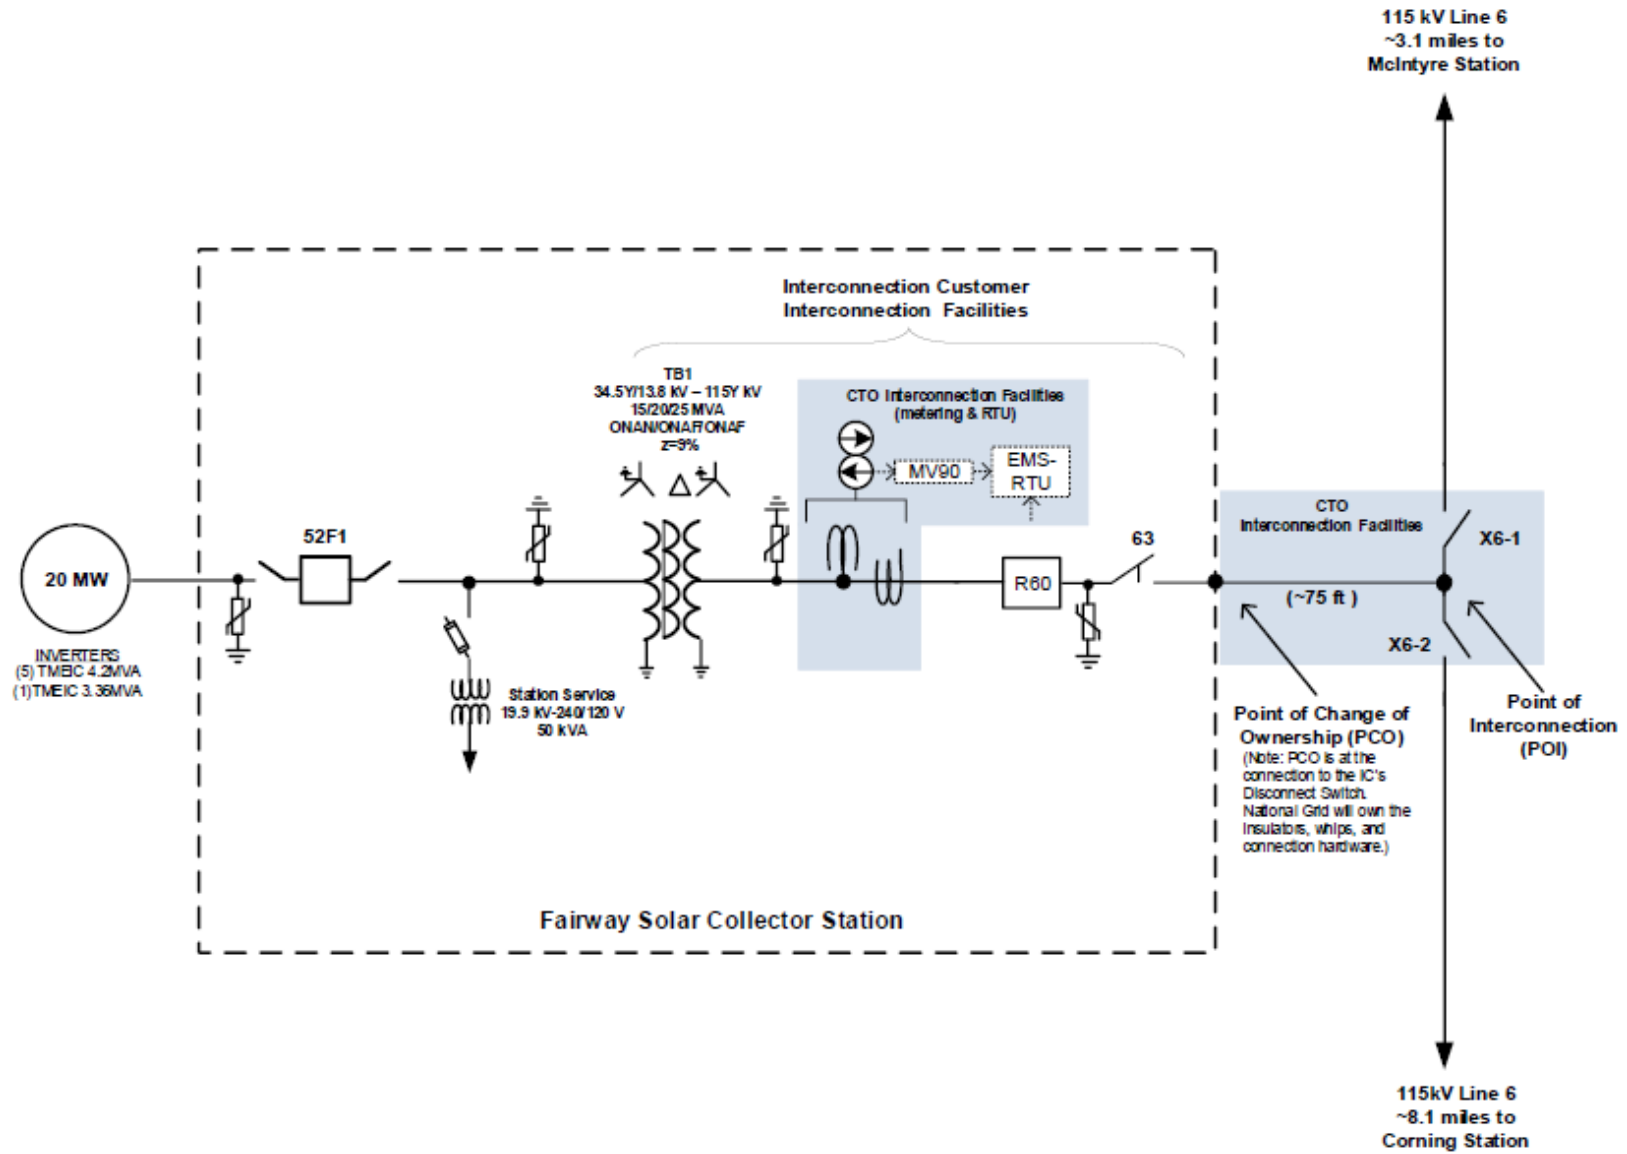 115 kV Line 6
~3.1 miles to
McIntyre Station
Interconnection Customer
Interconnection Facilities
TB1
34.5Y/13.8 kV – 115Y kV
15/20/25 MVA
ONAN/ONAF/ONAF
z=9%
CTO Interconnection Facilities
(metering & RTU)
MV90
EMS-
RTU
CTO
Interconnection Facilities
X6-1
52F1
63
20 MW
R60
(~75 ft )
X6-2
INVERTERS
(5) TMEIC 4.2MVA
(1)TMEIC 3.36MVA
Station Service
19.9 kV-240/120 V
50 kVA
Point of Change of
Ownership (PCO)
(Note: PCO is at the
connection to the IC's
Disconnect Switch.
National Grid will own the
insulators, whips, and
connection hardware.)
Point of
Interconnection
(POI)
Fairway Solar Collector Station
115kV Line 6
~8.1 miles to
Corning Station